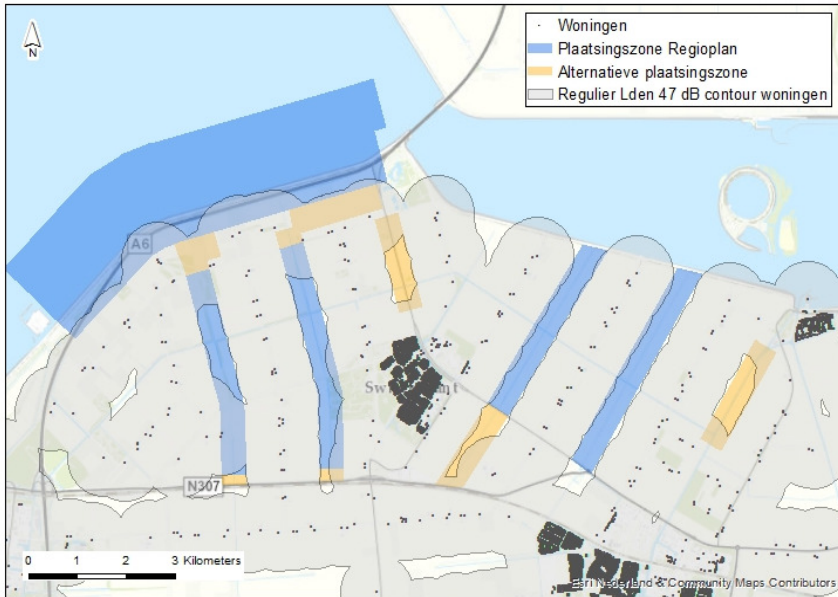 N
Woningen
Plaatsingszone Regioplan
Alternatieve plaatsingszone
Regulier Lden 47 dB contour woningen
A6
N307
0 1 2 3 Kilometers
Esri Nederland & Community Maps Contributors